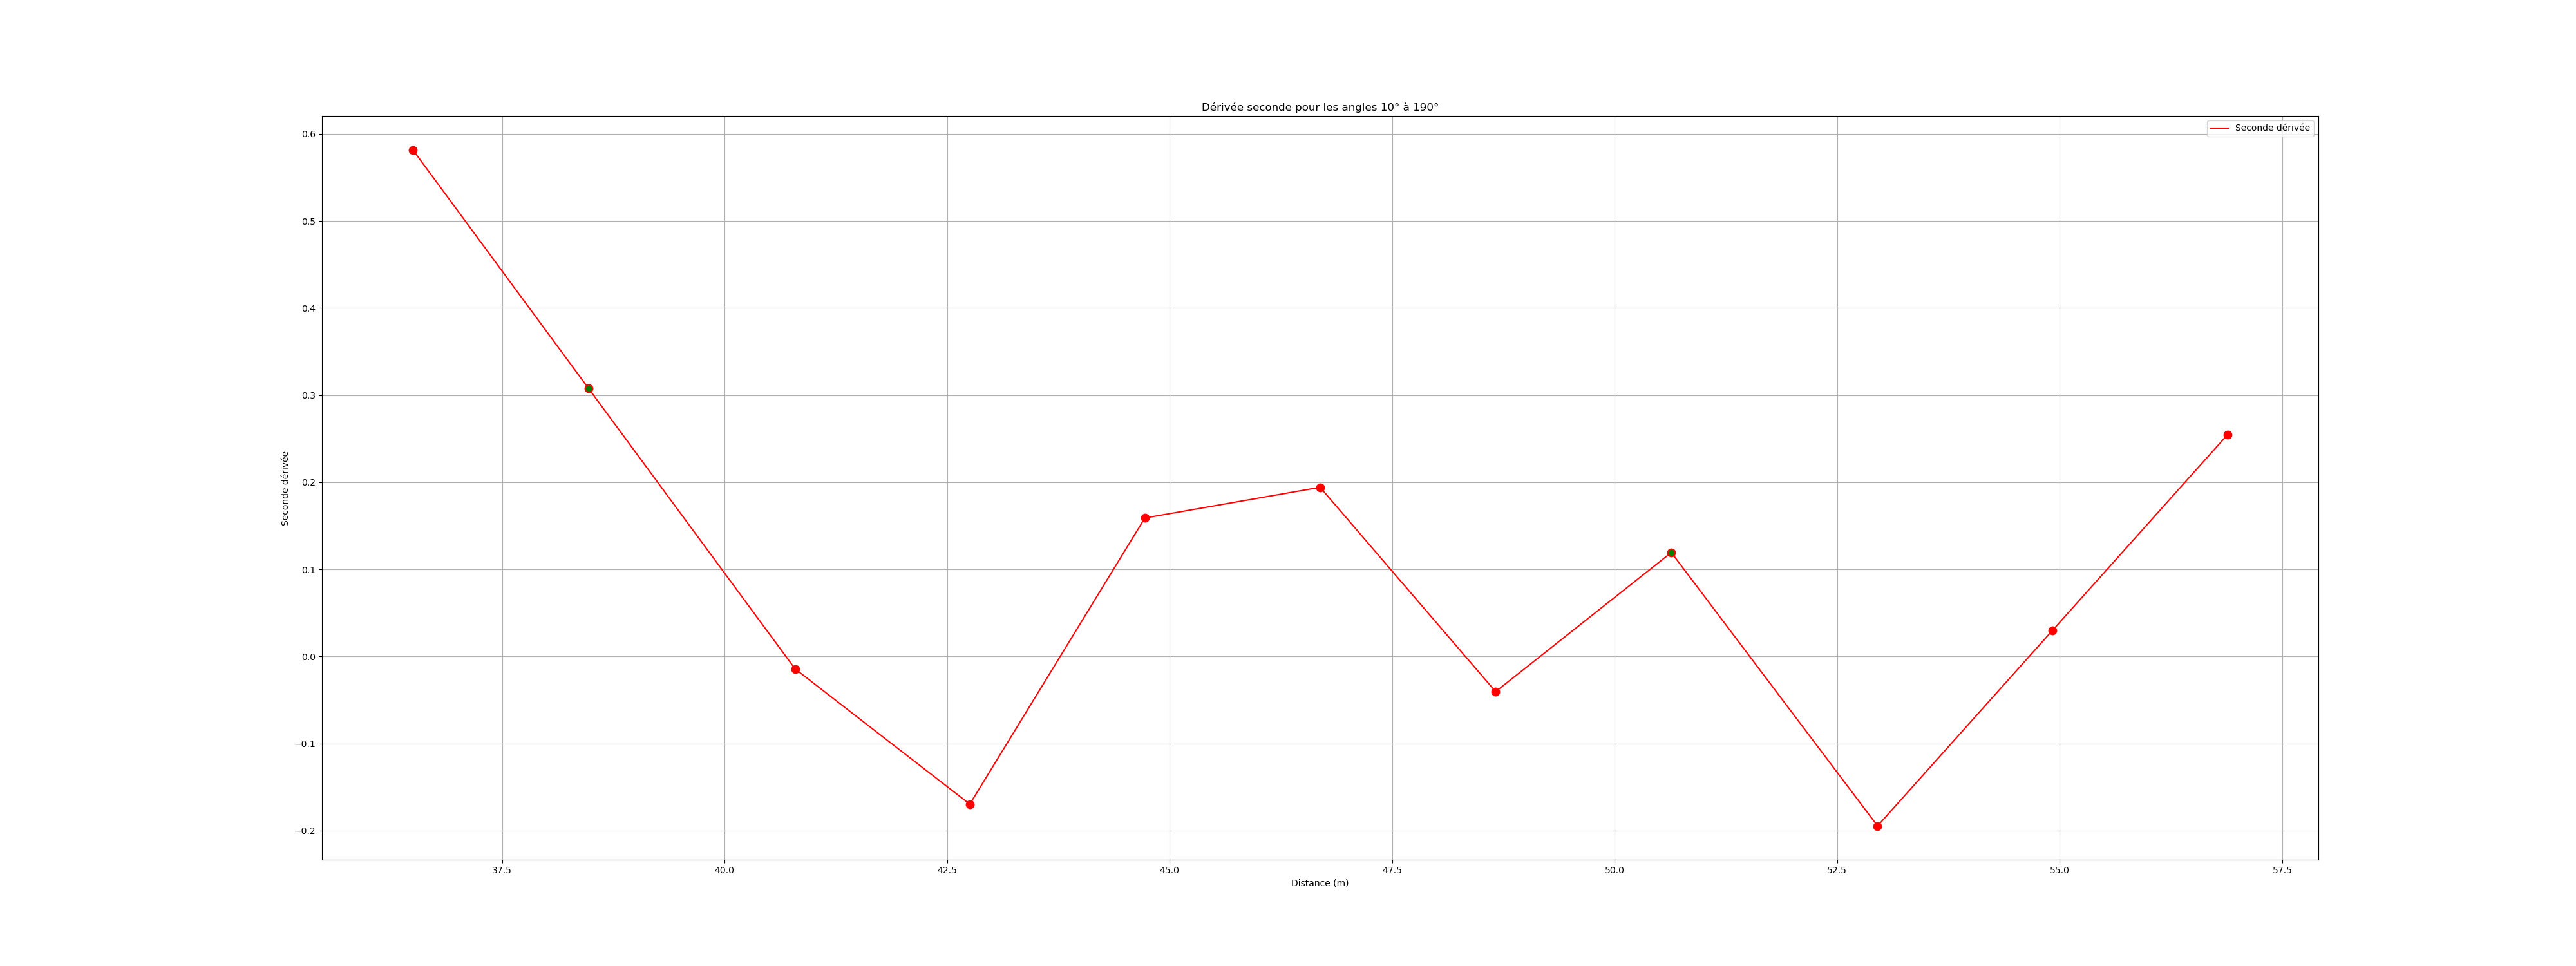 Dérivée seconde pour les angles 10° à 190°
Seconde dérivée
0.6
0.5
0.4
0.3
0.2
0.1
0.0
−0.1
−0.2
Seconde dérivée
37.5 40.0 42.5 45.0 47.5 50.0 52.5 55.0 57.5
Distance (m)